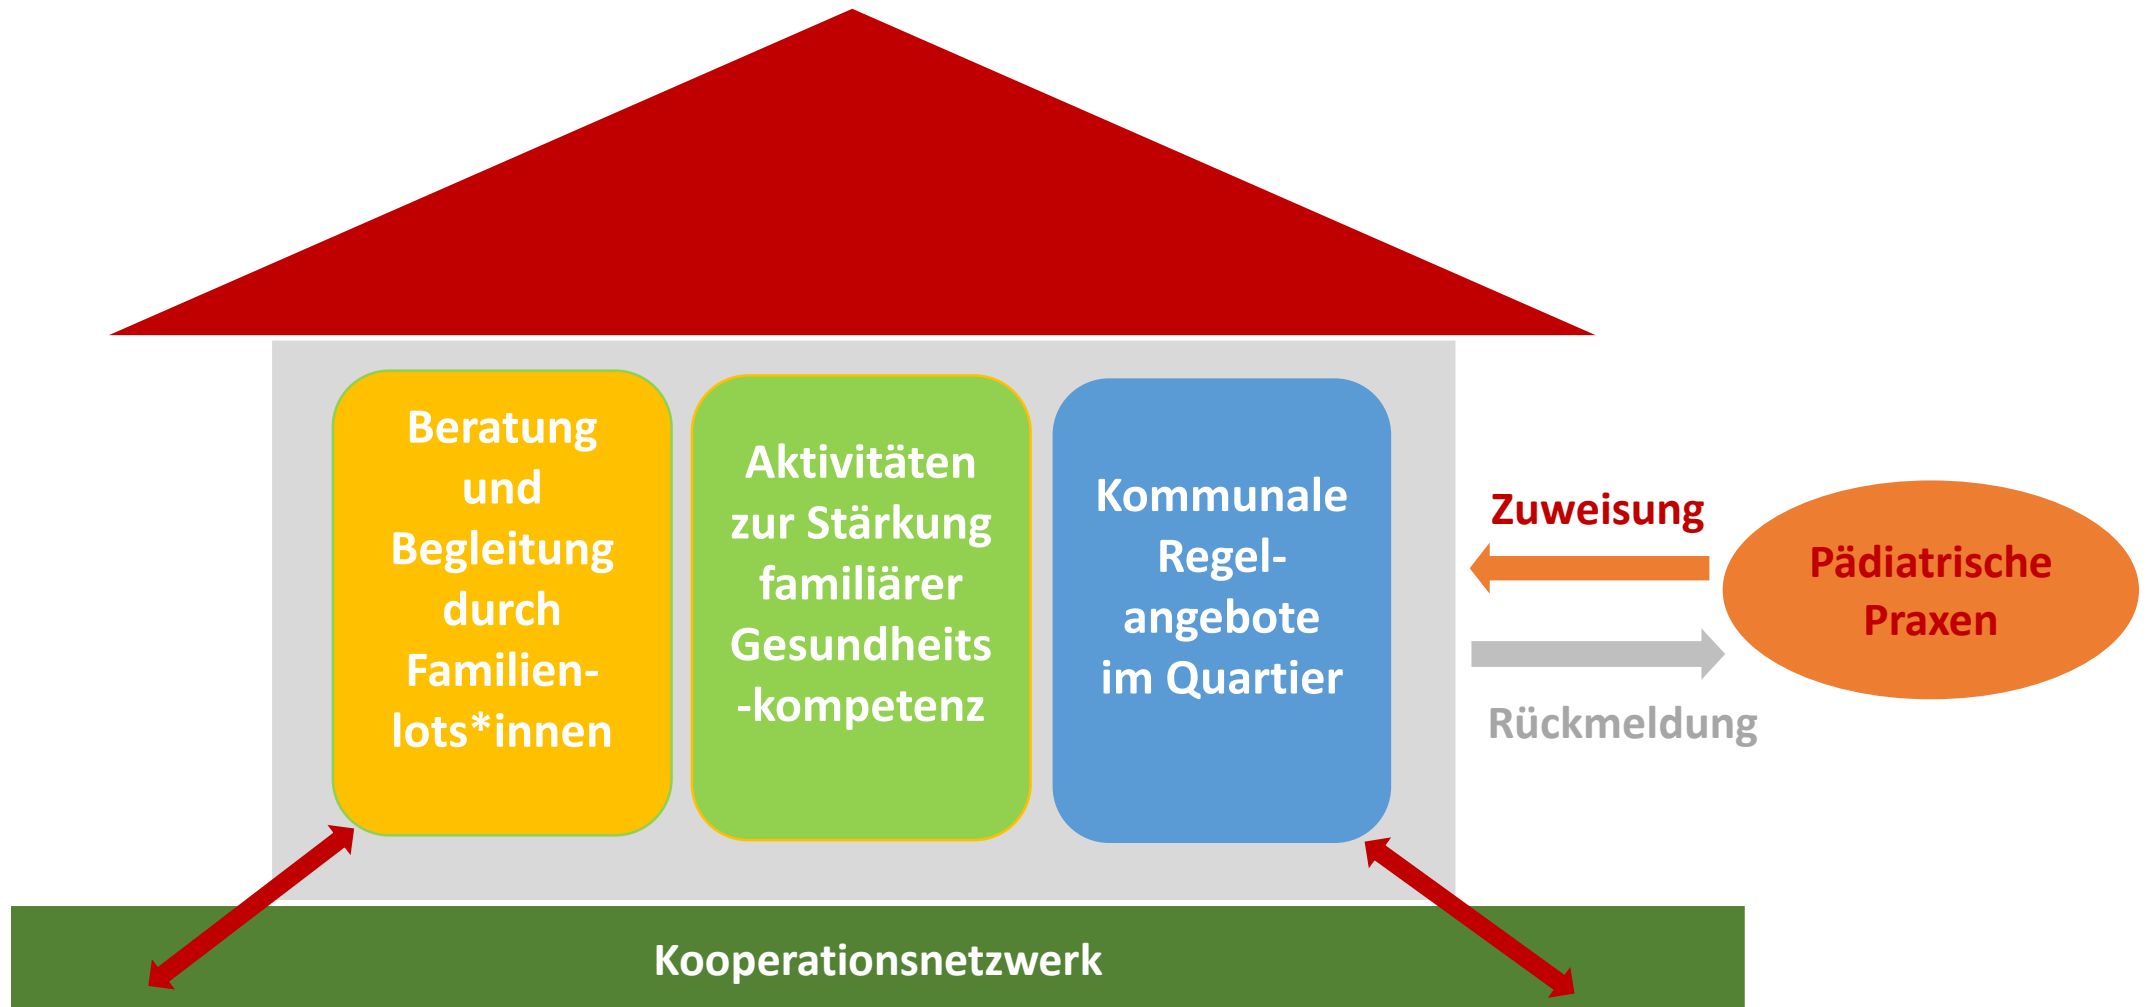 Beratung
und
Begleitung
durch
Familien-
lots*innen
Aktivitäten
zur Stärkung
familiärer
Gesundheits
-kompetenz
Kommunale
Regel-
angebote
im Quartier
Zuweisung
Rückmeldung
Pädiatrische
Praxen
Kooperationsnetzwerk